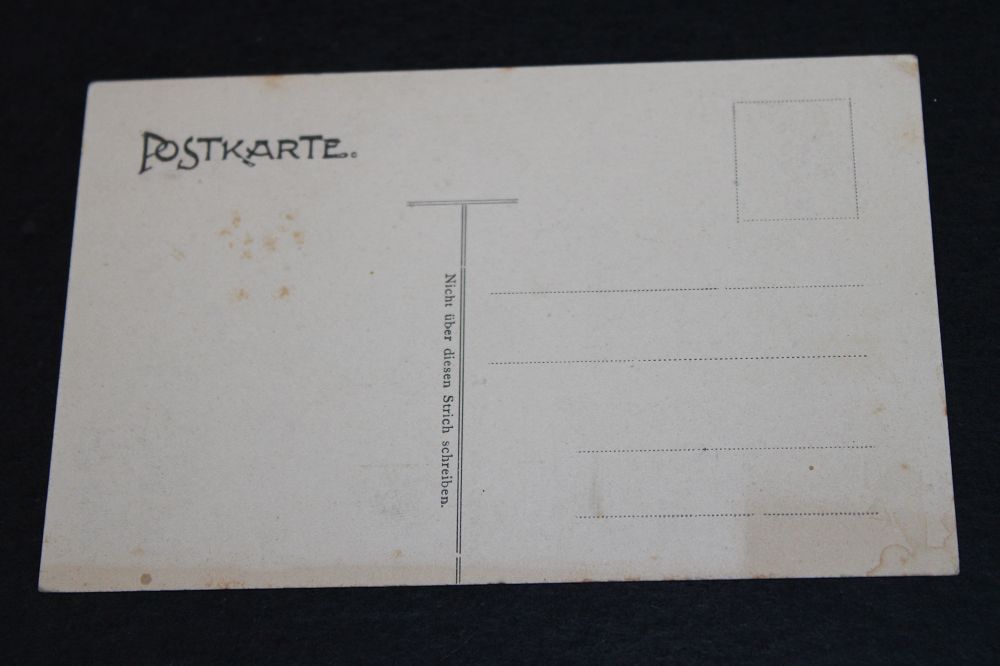 POSTKARTE.
Nicht über diesen Strich schreiben.